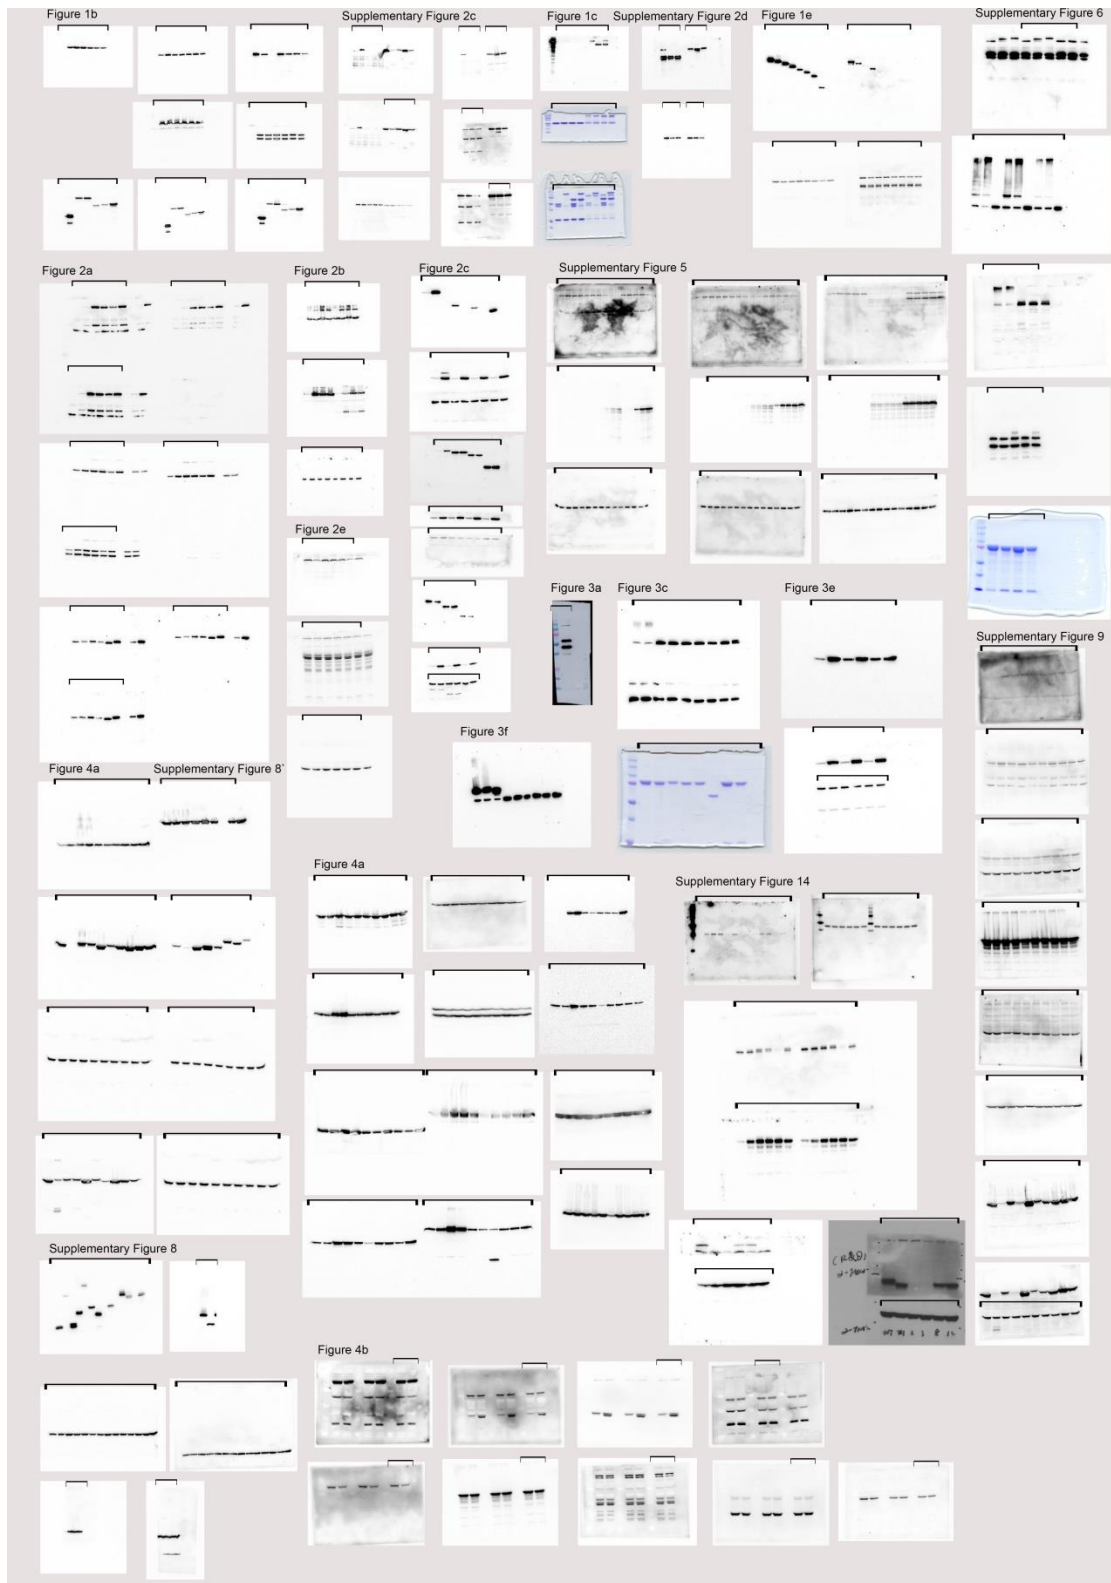 Figure 1b
Supplementary Figure 2c
Figure 1c
Supplementary Figure 2d
Figure 1e
Supplementary Figure 6
Figure 2a
Figure 2b
Figure 2c
Supplementary Figure 5
Figure 2e
Figure 3a
Figure 3c
Figure 3e
Supplementary Figure 9
Figure 3f
Figure 4a
Supplementary Figure 8`
Figure 4a
Supplementary Figure 14
Supplementary Figure 8
Figure 4b